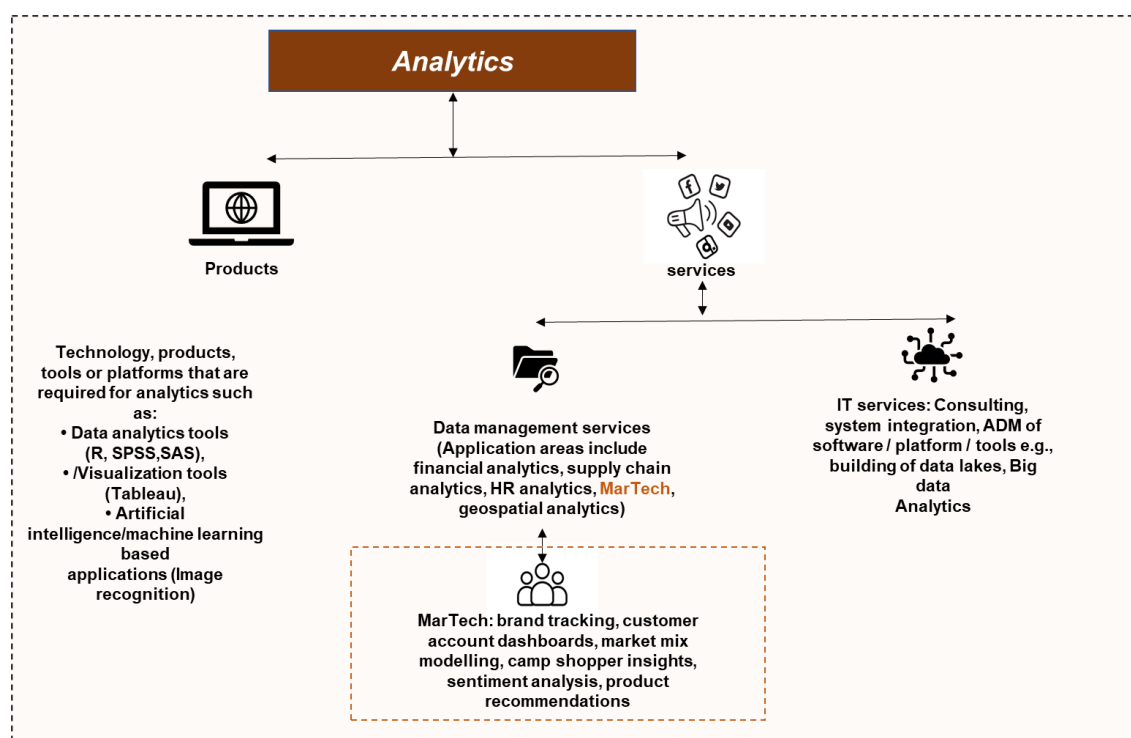 Analytics
Products
services
Technology, products,
tools or platforms that are
required for analytics such
as:
• Data analytics tools
(R, SPSS,SAS),
• /Visualization tools
(Tableau),
• Artificial
intelligence/machine learning
based
applications (Image
recognition)
Data management services
(Application areas include
financial analytics, supply chain
analytics, HR analytics, MarTech,
geospatial analytics)
IT services: Consulting,
system integration, ADM of
software / platform / tools e.g.,
building of data lakes, Big
data
Analytics
MarTech: brand tracking, customer
account dashboards, market mix
modelling, camp shopper insights,
sentiment analysis, product
recommendations